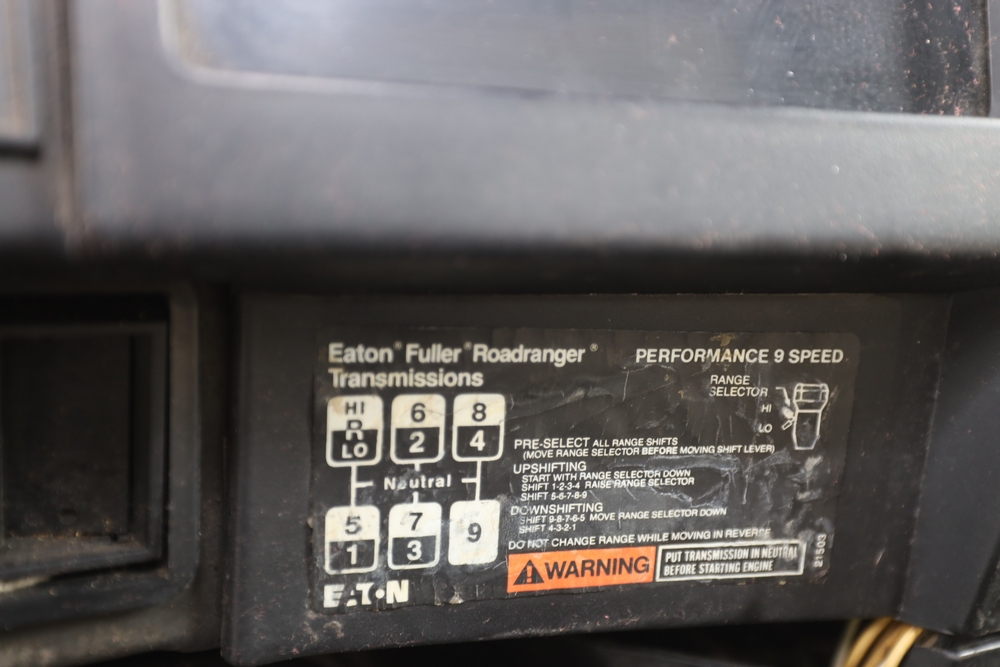 Eaton® Fuller® Roadranger®
Transmissions
PERFORMANCE 9 SPEED
RANGE
SELECTOR
HI
LO
HI
R
LO
6
2
8
4
Neutral
5
1
7
3
9
PRE-SELECT ALL RANGE SHIFTS
(MOVE RANGE SELECTOR BEFORE MOVING SHIFT LEVER)
UPSHIFTING
START WITH RANGE SELECTOR DOWN
SHIFT 1-2-3-4 RAISE RANGE SELECTOR
SHIFT 5-6-7-8-9
DOWNSHIFTING
SHIFT 9-8-7-6-5 MOVE RANGE SELECTOR DOWN
SHIFT 4-3-2-1
DO NOT CHANGE RANGE WHILE MOVING IN REVERSE
WARNING
PUT TRANSMISSION IN NEUTRAL
BEFORE STARTING ENGINE
21503
EAT•N